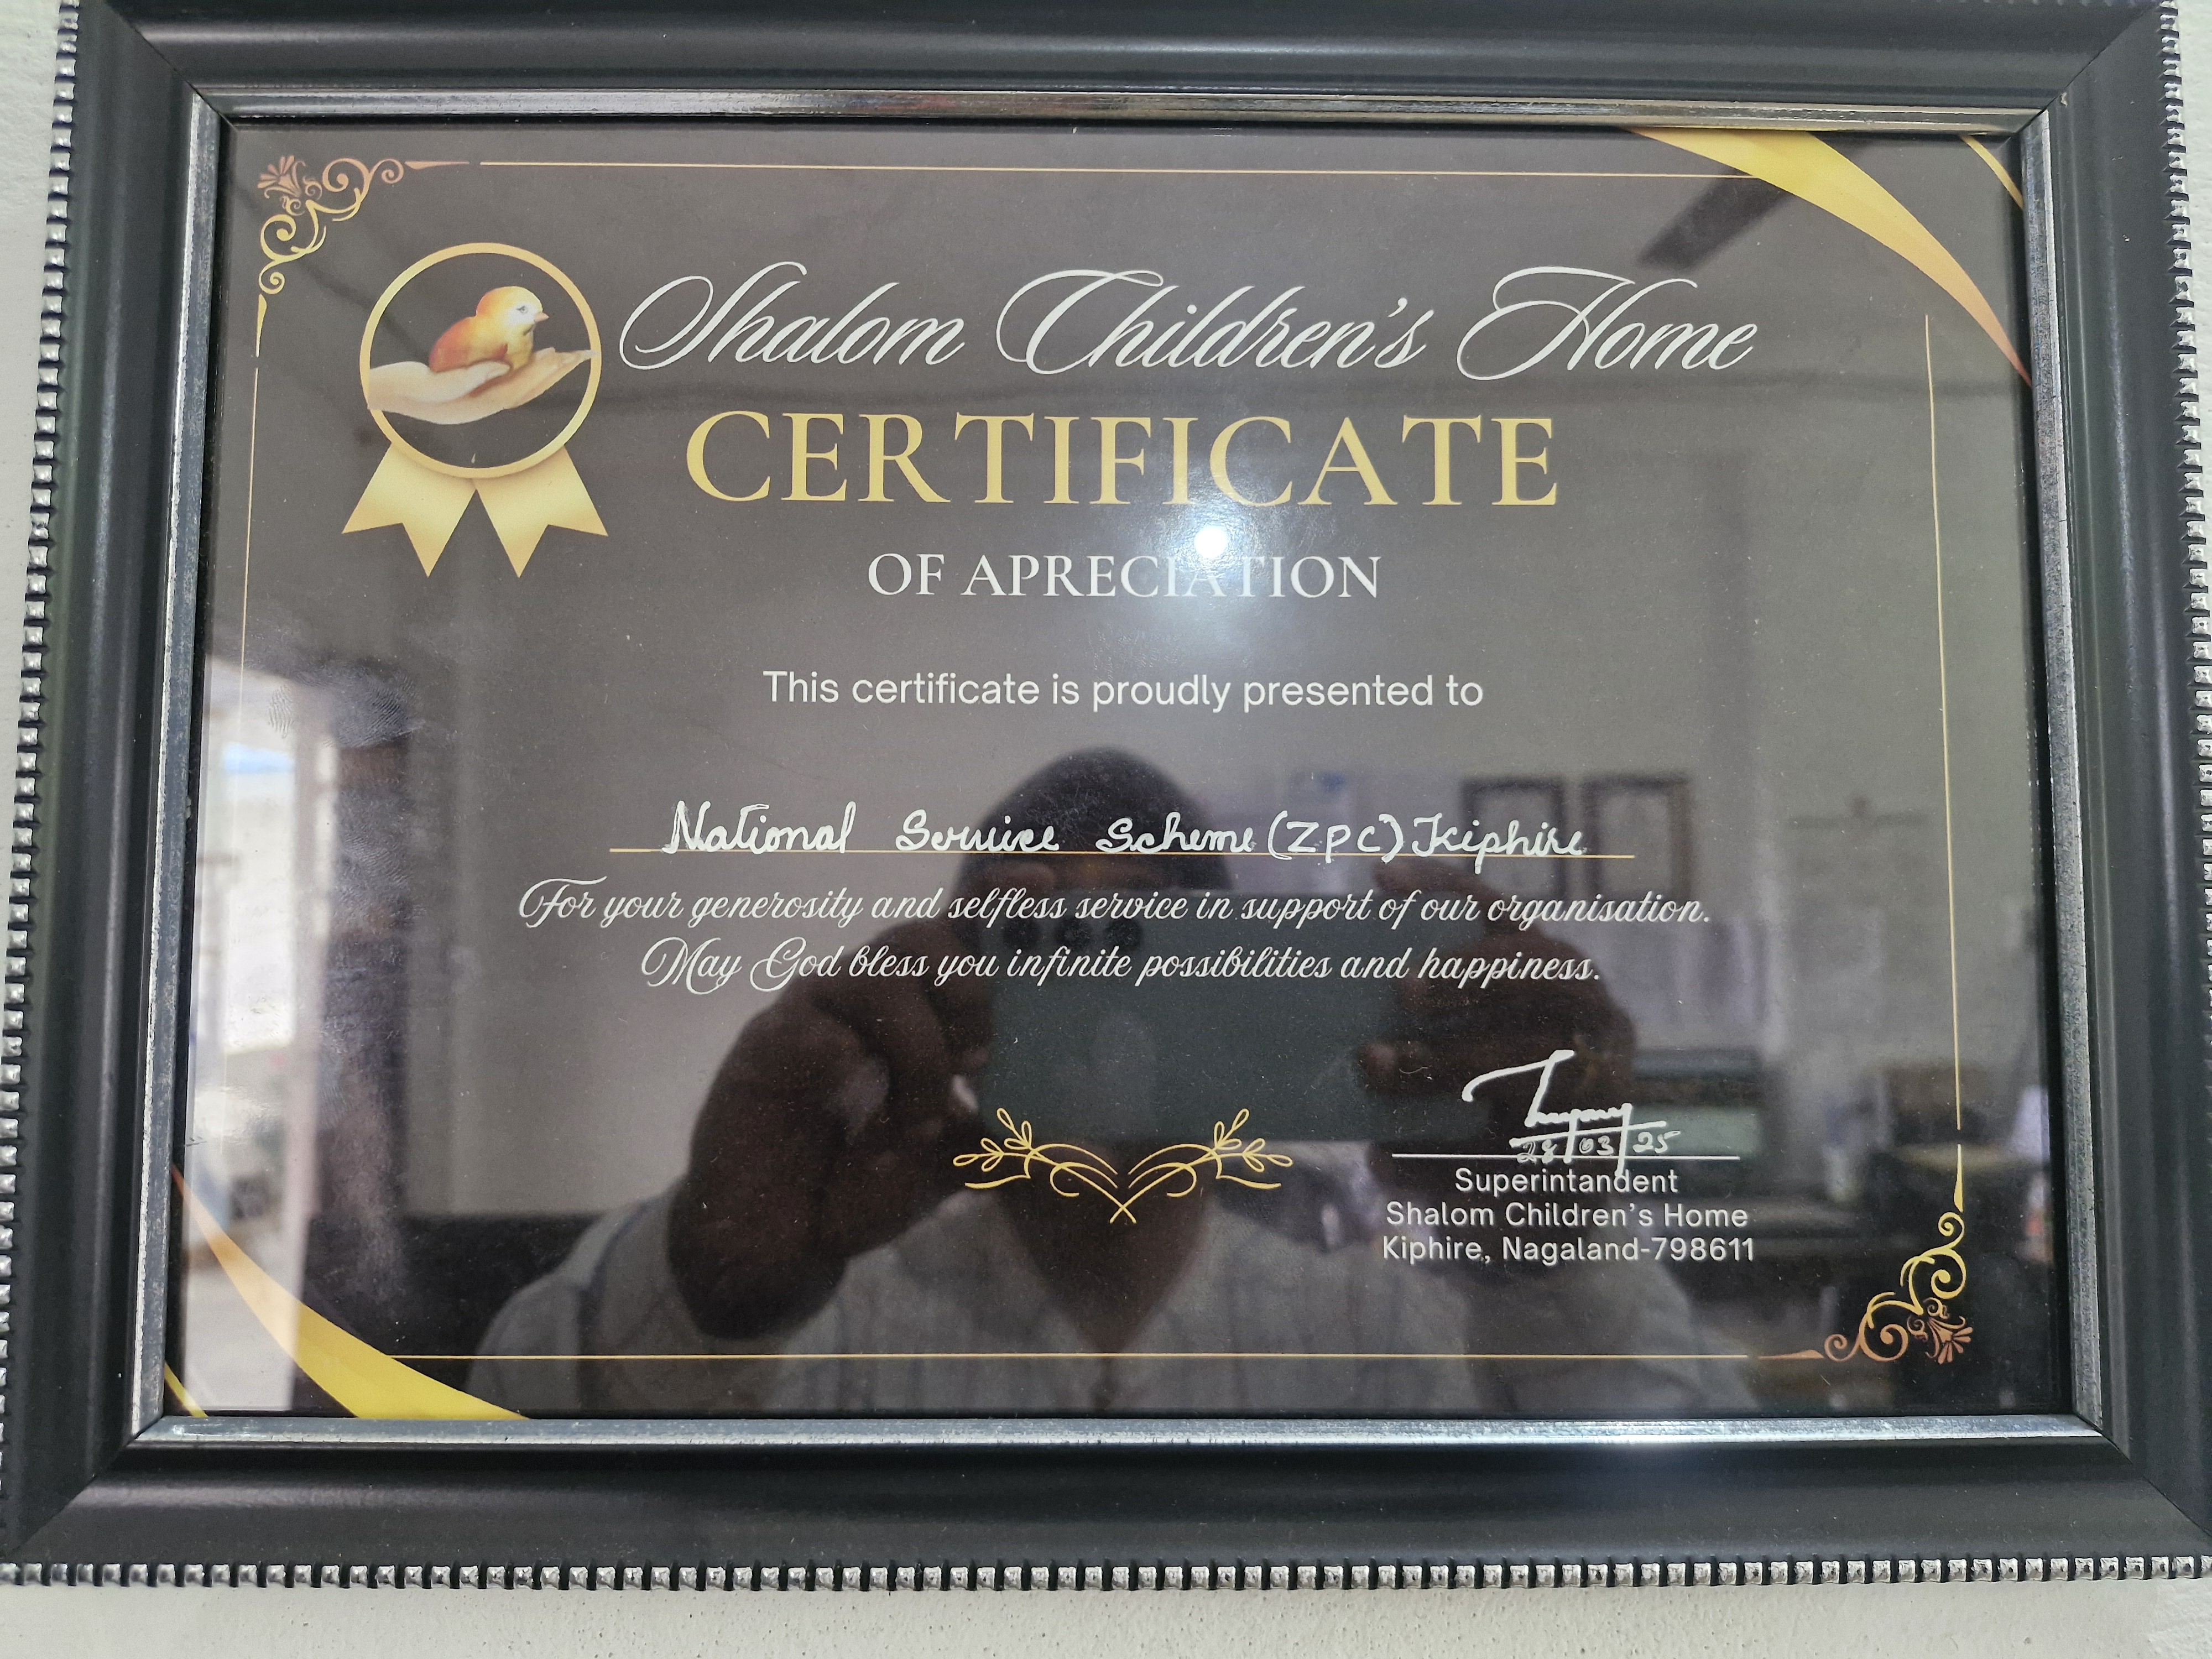 Shalom Children's Home
CERTIFICATE
OF APRECIATION
This certificate is proudly presented to
National Service Scheme (ZPC) Kiphire
For your generosity and selfless service in support of our organisation.
May God bless you infinite possibilities and happiness.
28/03/25
Superintandent
Shalom Children's Home
Kiphire, Nagaland-798611